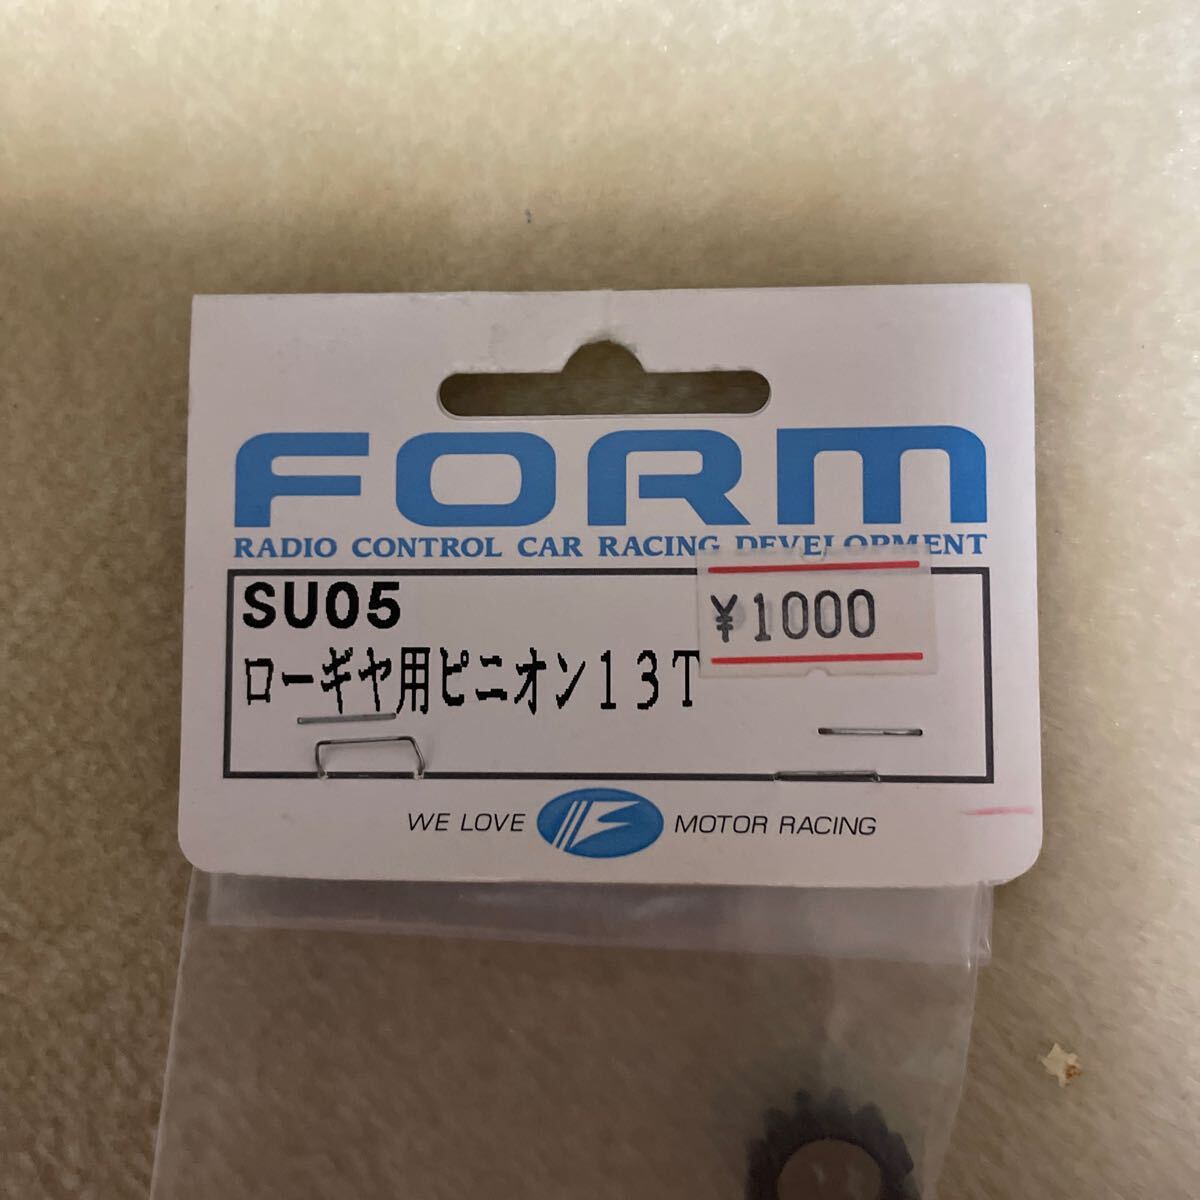 FORM
RADIO CONTROL CAR RACING DEVELOPMENT
SU05
¥1000
ローギヤ用ピニオン13T
WE LOVE MOTOR RACING